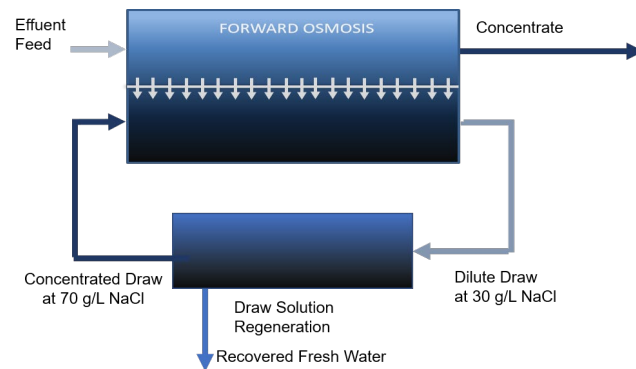 Effuent
Feed
FORWARD OSMOSIS
Concentrate
Concentrated Draw
at 70 g/L NaCl
Dilute Draw
at 30 g/L NaCl
Draw Solution
Regeneration
Recovered Fresh Water